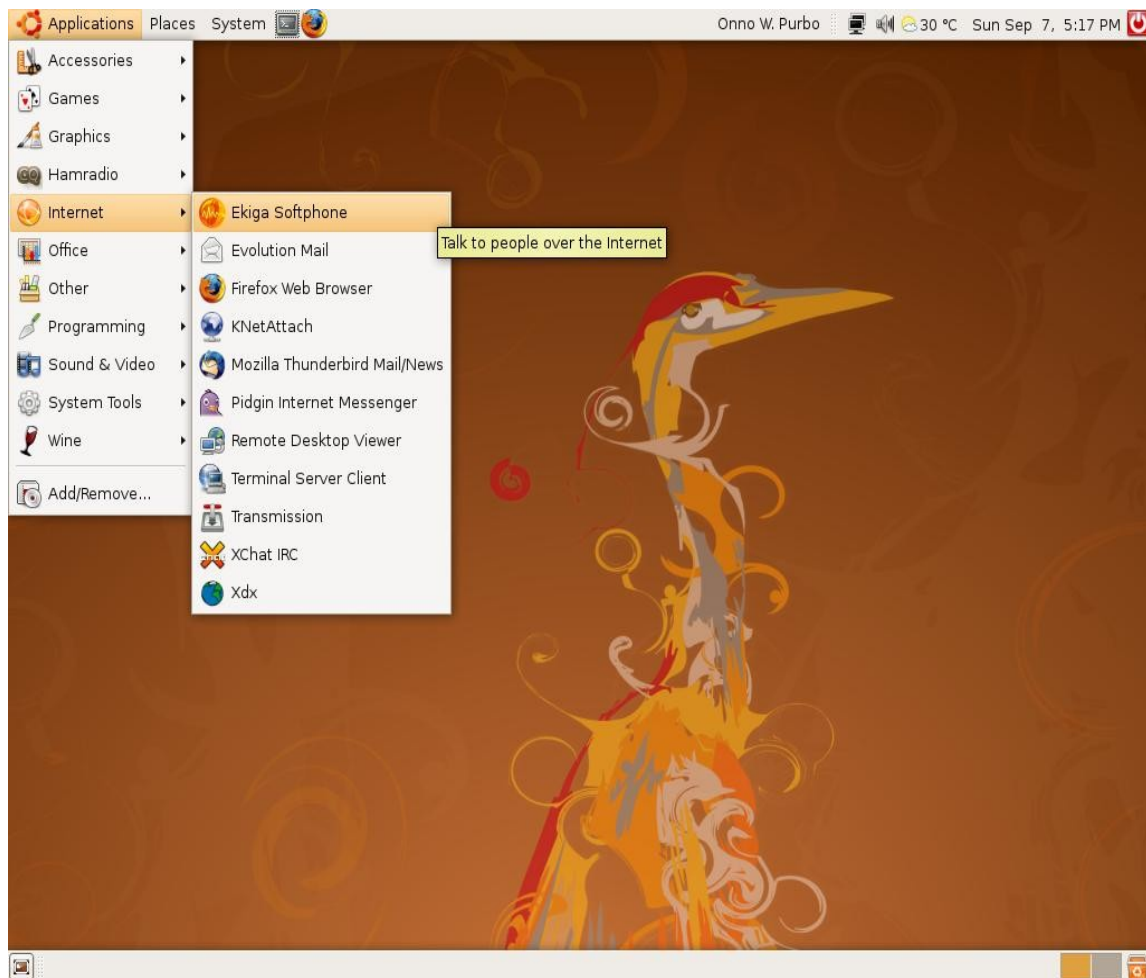 Applications Places System Onno W. Purbo 30 °C Sun Sep 7, 5:17 PM
Accessories
Games
Graphics
Hamradio
Internet
Office
Other
Programming
Sound & Video
System Tools
Wine
Add/Remove...
Ekiga Softphone
Talk to people over the Internet
Evolution Mail
Firefox Web Browser
KNetAttach
Mozilla Thunderbird Mail/News
Pidgin Internet Messenger
Remote Desktop Viewer
Terminal Server Client
Transmission
XChat IRC
Xdx